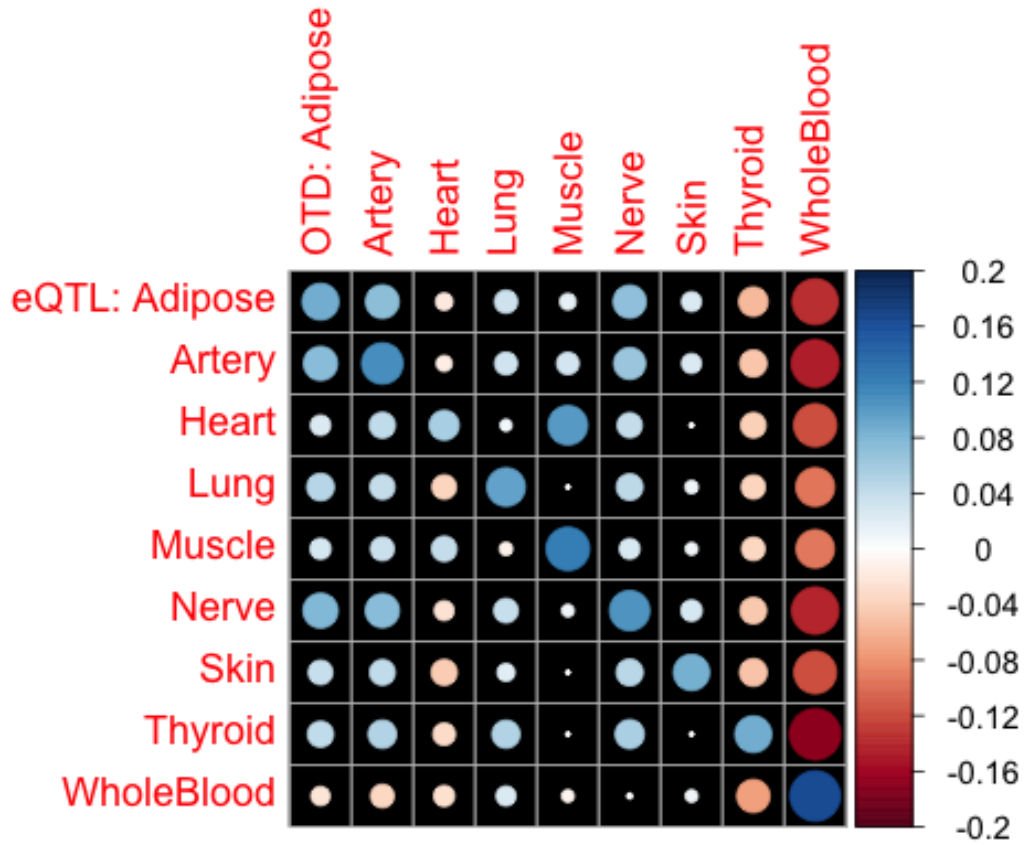 OTD: Adipose
Artery
Heart
Lung
Muscle
Nerve
Skin
Thyroid
WholeBlood
eQTL: Adipose
Artery
Heart
Lung
Muscle
Nerve
Skin
Thyroid
WholeBlood
0.2
0.16
0.12
0.08
0.04
0
-0.04
-0.08
-0.12
-0.16
-0.2